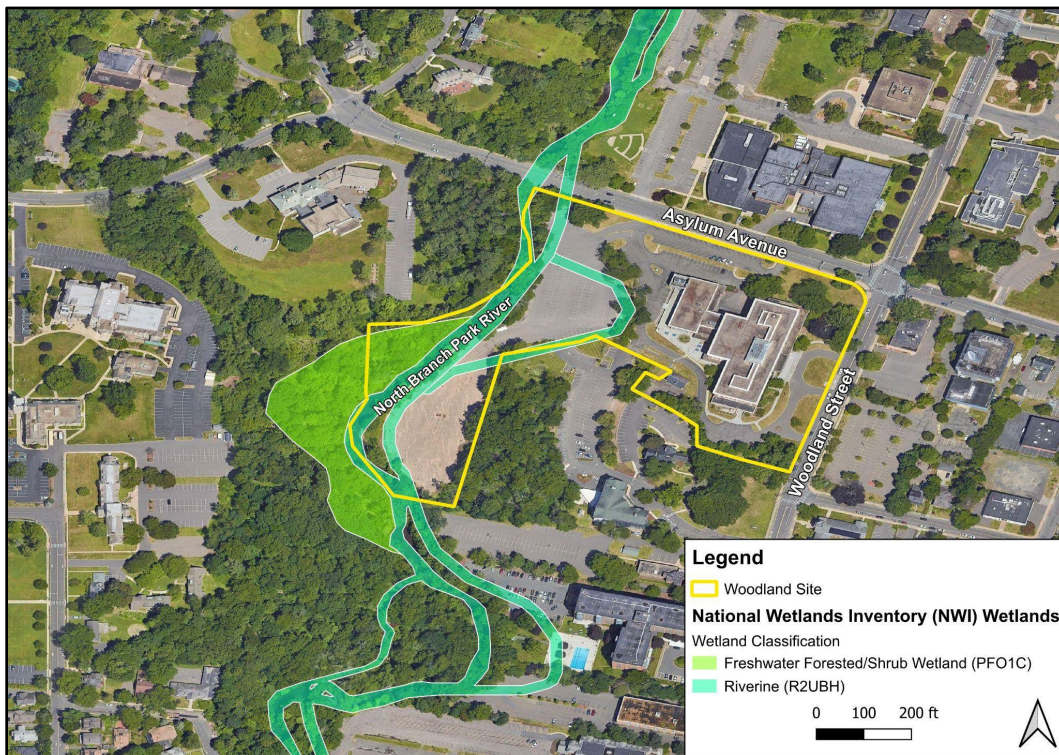 Asylum Avenue
North Branch Park River
Woodland Street
Legend
Woodland Site
National Wetlands Inventory (NWI) Wetlands
Wetland Classification
Freshwater Forested/Shrub Wetland (PFO1C)
Riverine (R2UBH)
0 100 200 ft